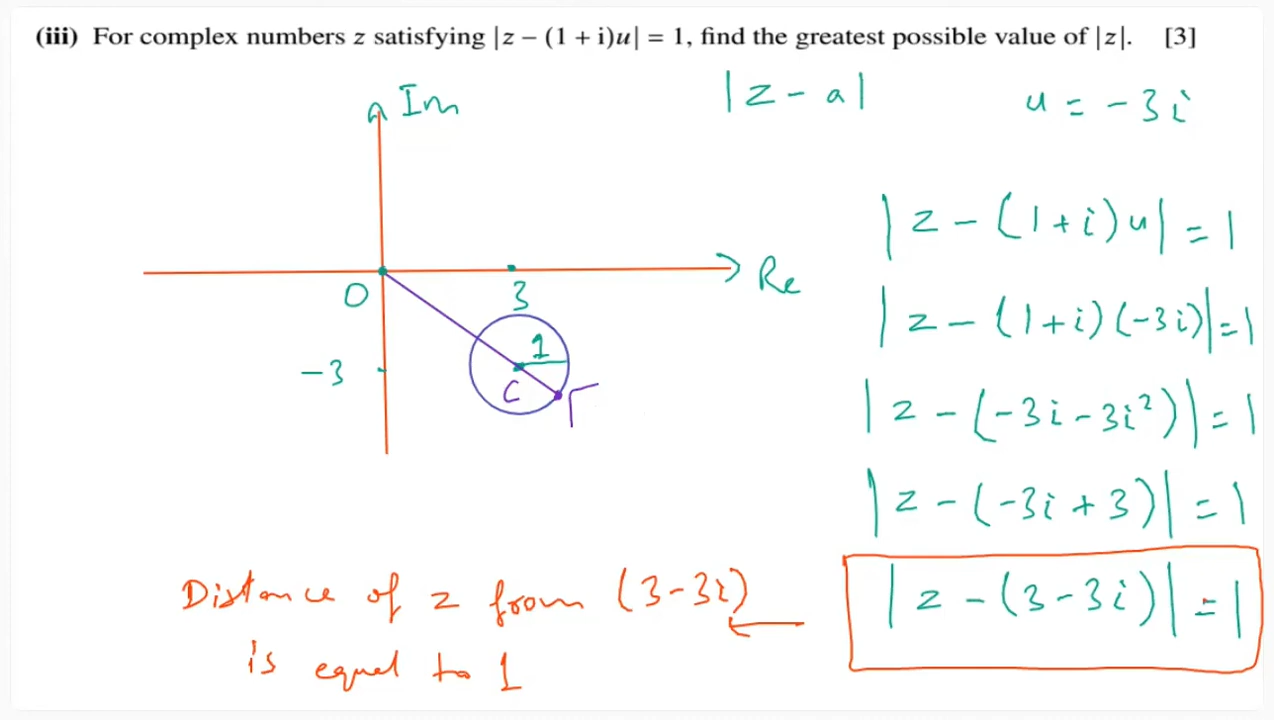 (iii) For complex numbers z satisfying |z − (1 + i)u| = 1, find the greatest possible value of |z|. [3]
Im
|z - a|
u = -3i
|z - (1+i)u| = 1
Re
0
3
|z - (1+i)(-3i)| = 1
1
-3
C
|z - (-3i - 3i²)| = 1
|z - (-3i + 3)| = 1
Distance of z from (3-3i)
is equal to 1
|z - (3-3i)| = 1